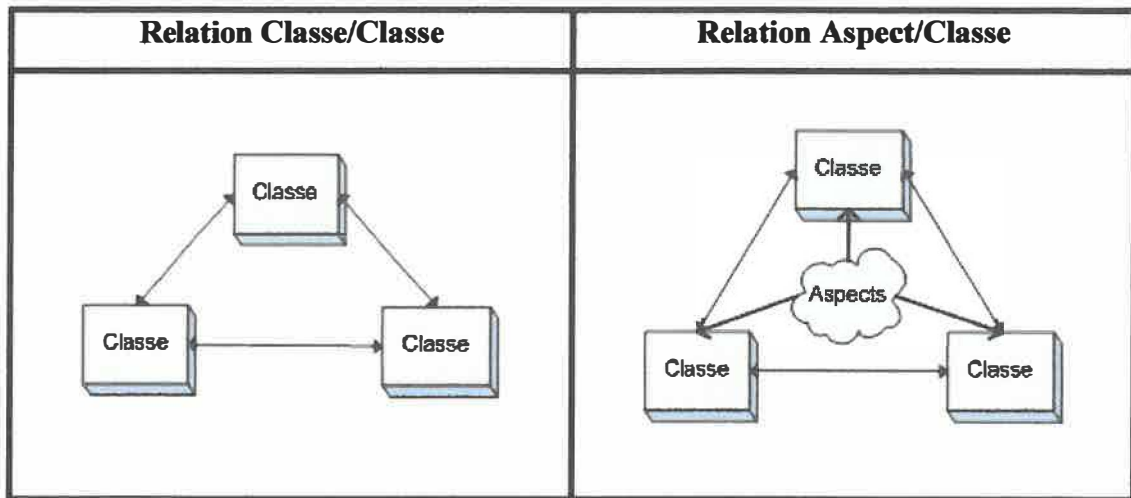 Relation Classe/Classe
Relation Aspect/Classe
Classe
Classe
Classe
Classe
Aspects
Classe
Classe